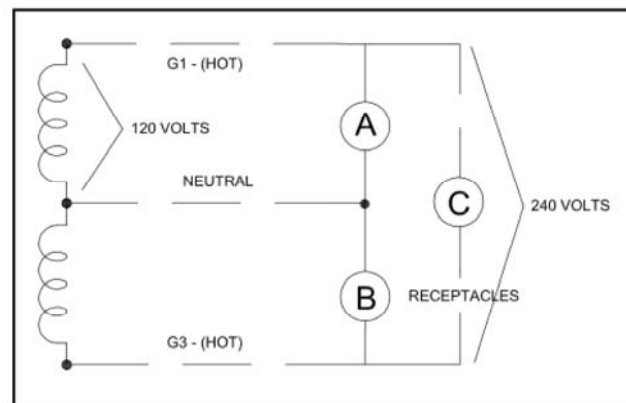 G1 - (HOT)
A
120 VOLTS
NEUTRAL
C
240 VOLTS
B
RECEPTACLES
G3 - (HOT)